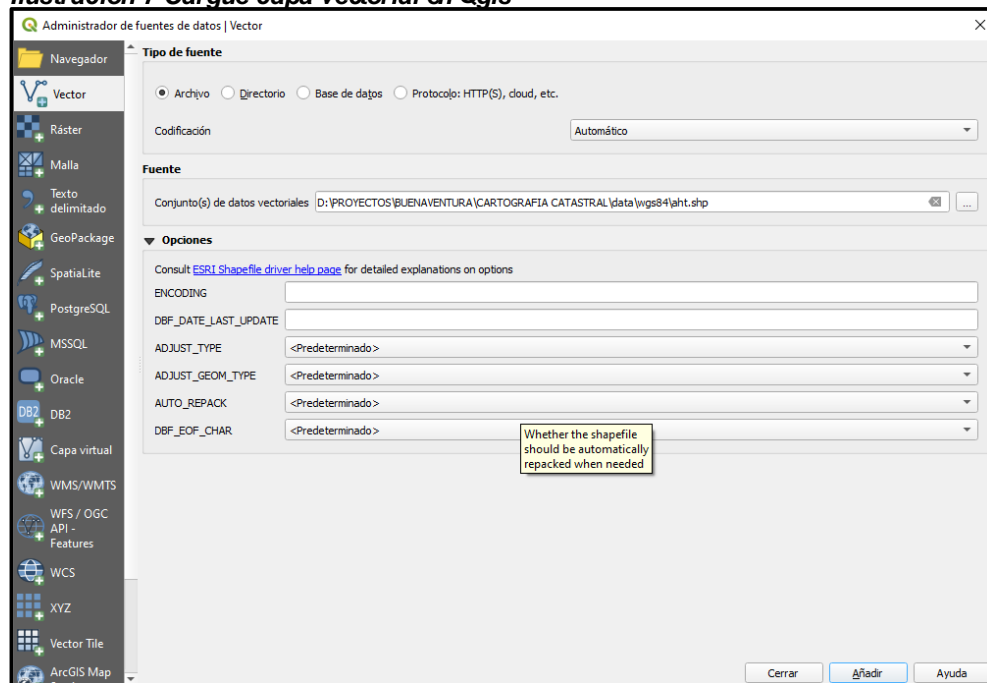 Ilustración 7 Cargue capa vectorial en Qgis
Administrador de fuentes de datos | Vector
Navegador
Vector
Ráster
Malla
Texto
delimitado
GeoPackage
SpatiaLite
PostgreSQL
MSSQL
Oracle
DB2
DB2
Capa virtual
WMS/WMTS
WFS / OGC
API -
Features
WCS
XYZ
Vector Tile
ArcGIS Map
Tipo de fuente
Archivo Directorio Base de datos Protocolo: HTTP(S), cloud, etc.
Codificación Automático
Fuente
Conjunto(s) de datos vectoriales D:\PROYECTOS\BUENAVENTURA\CARTOGRAFIA CATASTRAL\data\wgs84\aht.shp ...
Opciones
Consult ESRI Shapefile driver help page for detailed explanations on options
ENCODING
DBF_DATE_LAST_UPDATE
ADJUST_TYPE <Predeterminado>
ADJUST_GEOM_TYPE <Predeterminado>
AUTO_REPACK <Predeterminado>
DBF_EOF_CHAR <Predeterminado>
Whether the shapefile
should be automatically
repacked when needed
Cerrar Añadir Ayuda